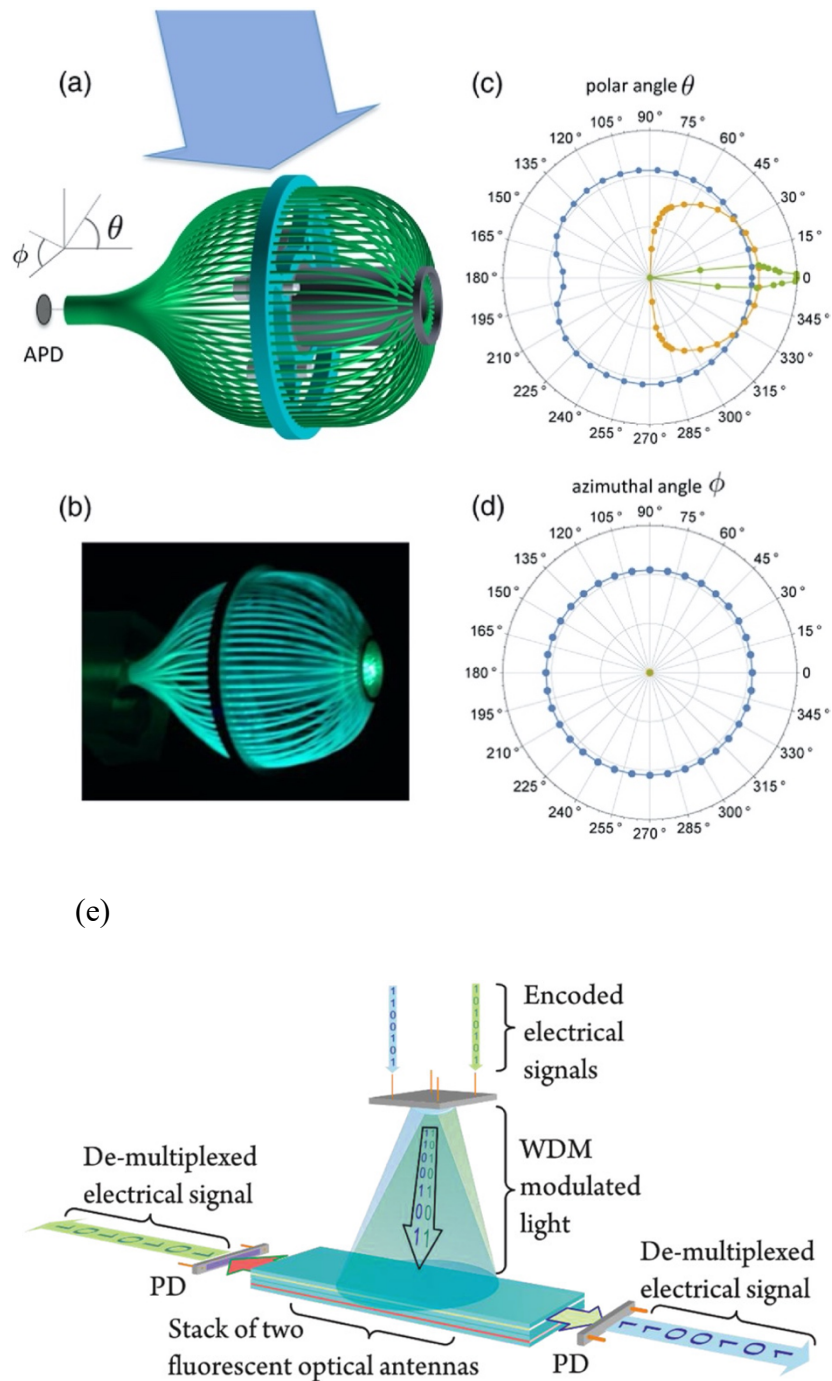 (a)
θ
ϕ
APD
(b)
(c)
polar angle θ
90°
105° 75°
120° 60°
135° 45°
150° 30°
165° 15°
180° 0
195° 345°
210° 330°
225° 315°
240° 300°
255° 285°
270°
(d)
azimuthal angle ϕ
90°
105° 75°
120° 60°
135° 45°
150° 30°
165° 15°
180° 0
195° 345°
210° 330°
225° 315°
240° 300°
255° 285°
270°
(e)
1100101
1010101
Encoded
electrical
signals
WDM
modulated
light
De-multiplexed
electrical signal
PD
Stack of two
fluorescent optical antennas
De-multiplexed
electrical signal
PD
1100101